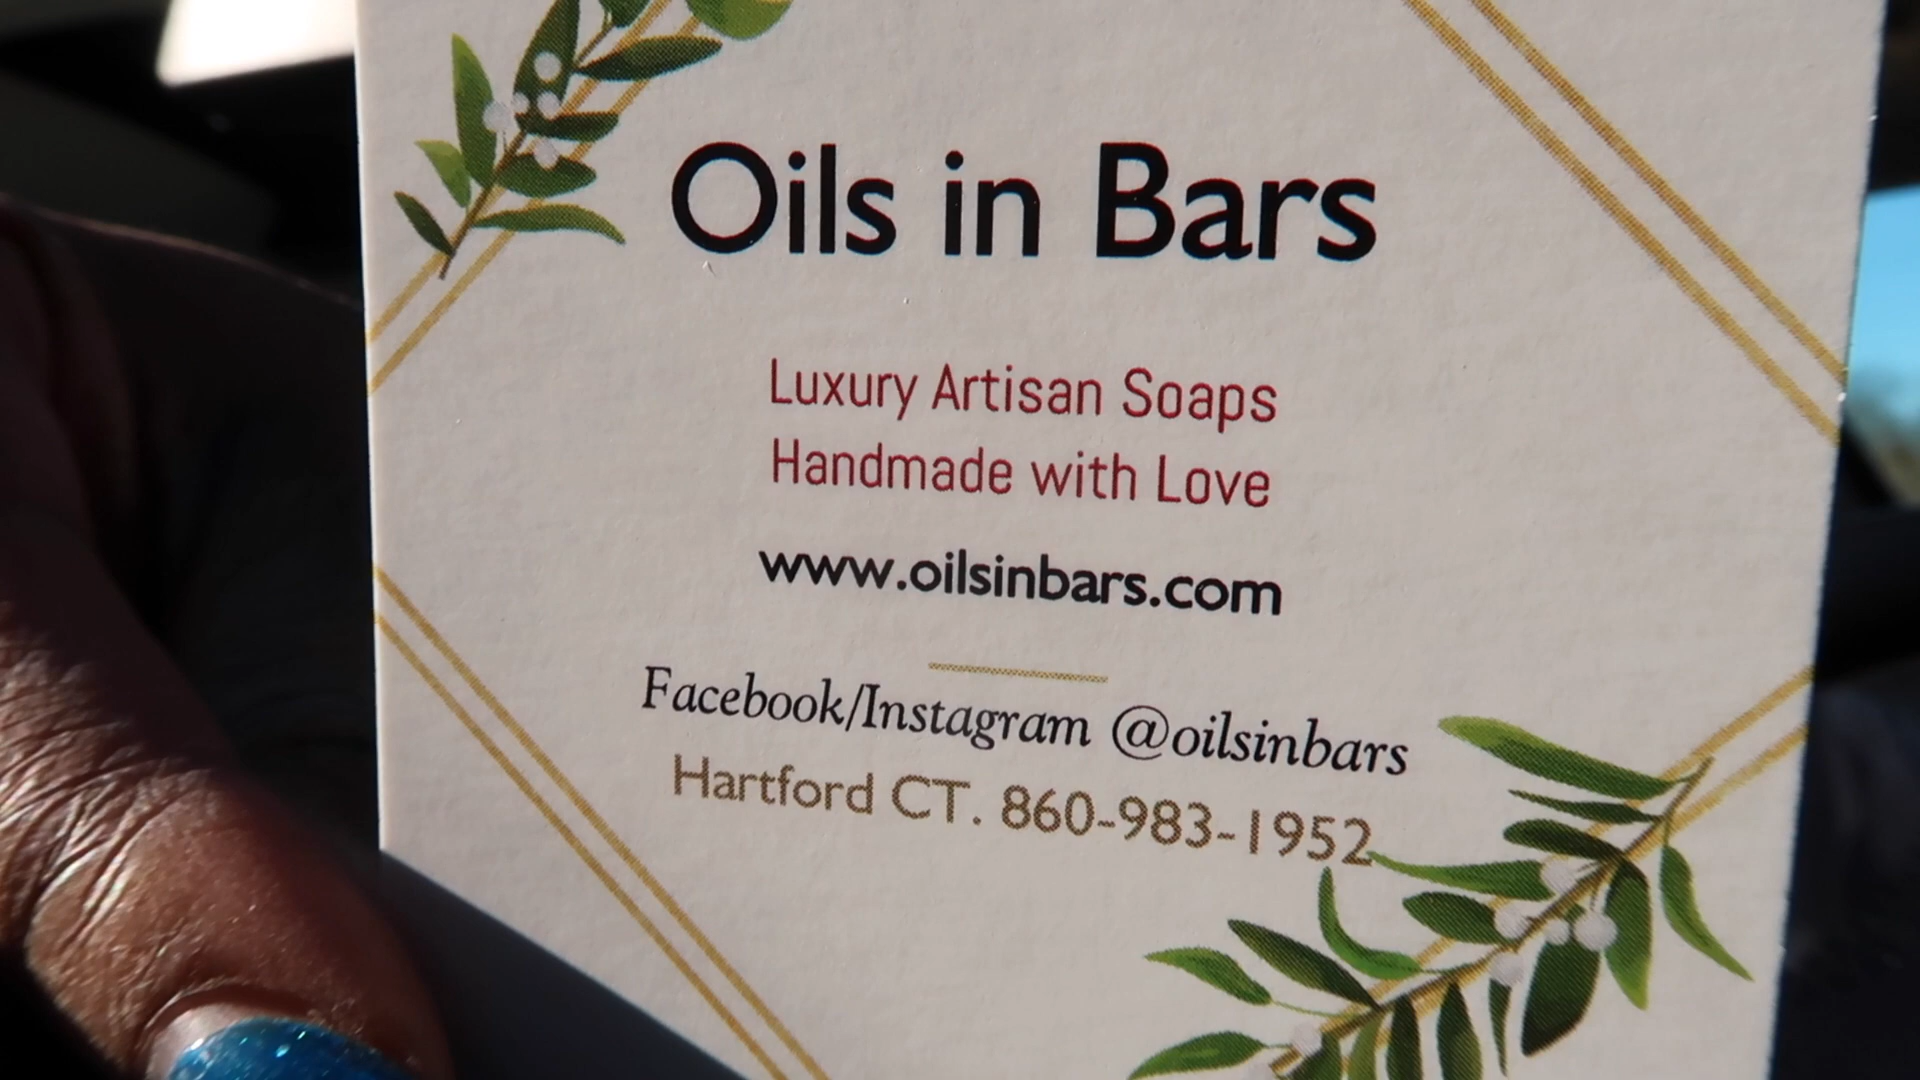 Oils in Bars
Luxury Artisan Soaps
Handmade with Love
www.oilsinbars.com
Facebook/Instagram @oilsinbars
Hartford CT. 860-983-1952